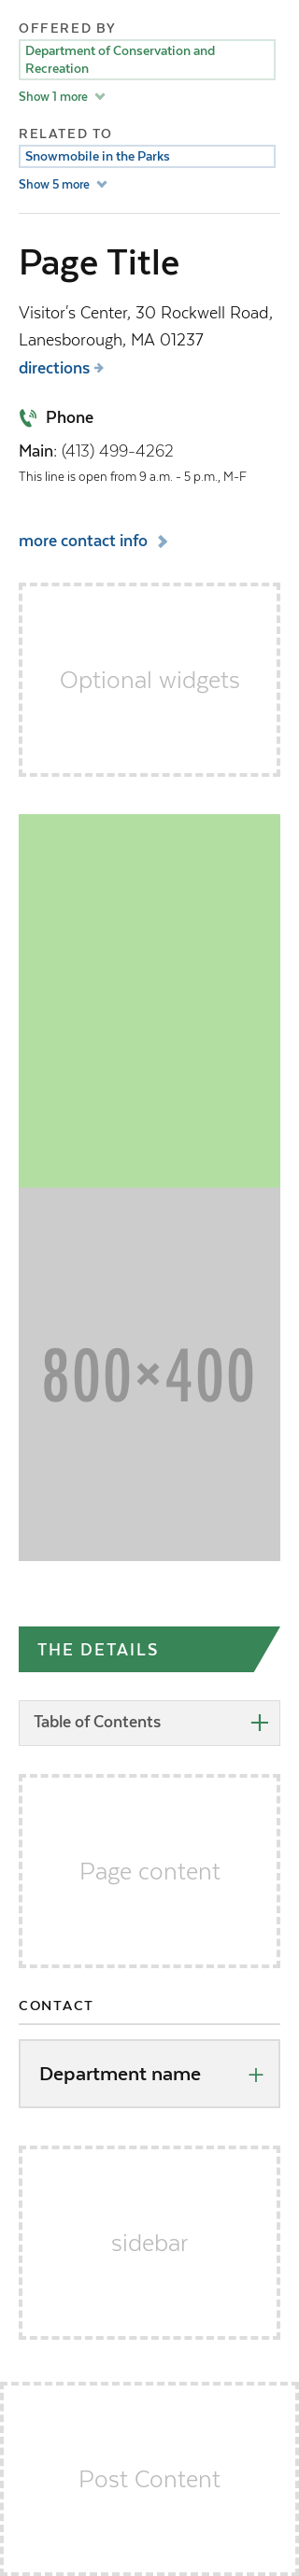 OFFERED BY
Department of Conservation and
Recreation
Show 1 more
RELATED TO
Snowmobile in the Parks
Show 5 more
Page Title
Visitor's Center, 30 Rockwell Road,
Lanesborough, MA 01237
directions
Phone
Main: (413) 499-4262
This line is open from 9 a.m. - 5 p.m., M-F
more contact info
Optional widgets
800×400
THE DETAILS
Table of Contents
Page content
CONTACT
Department name
sidebar
Post Content